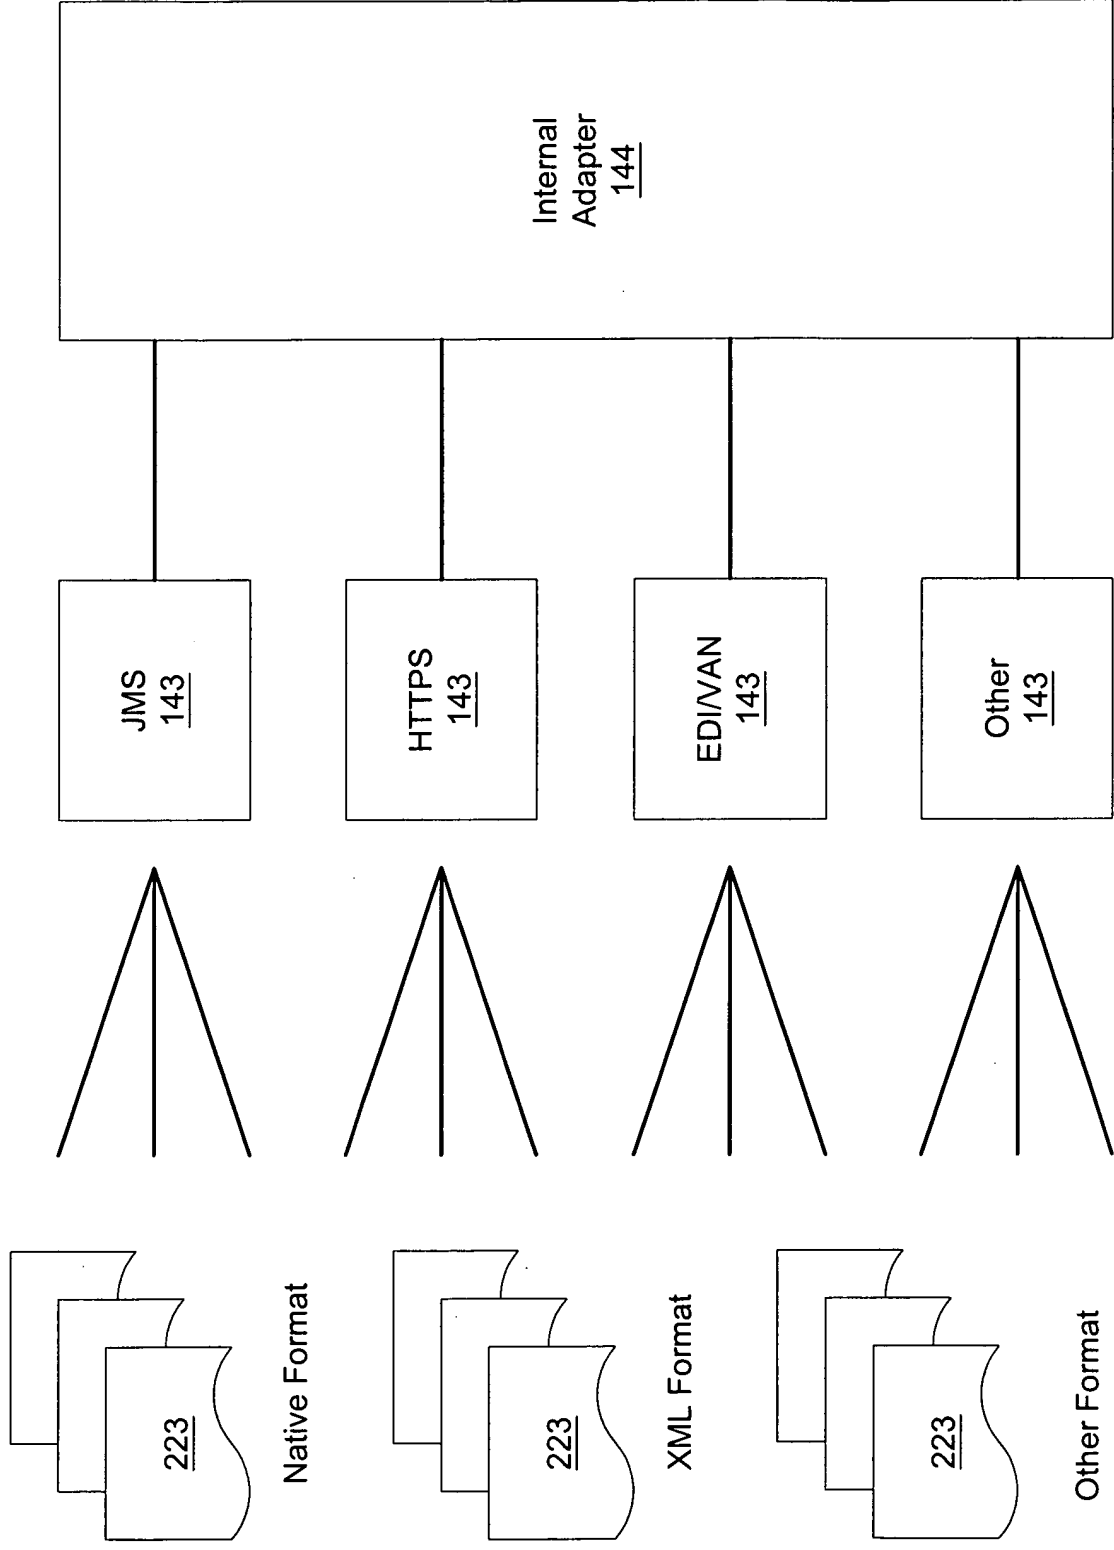 Internal
Adapter
144
JMS
143
HTTPS
143
EDI/VAN
143
Other
143
223
Native Format
223
XML Format
223
Other Format